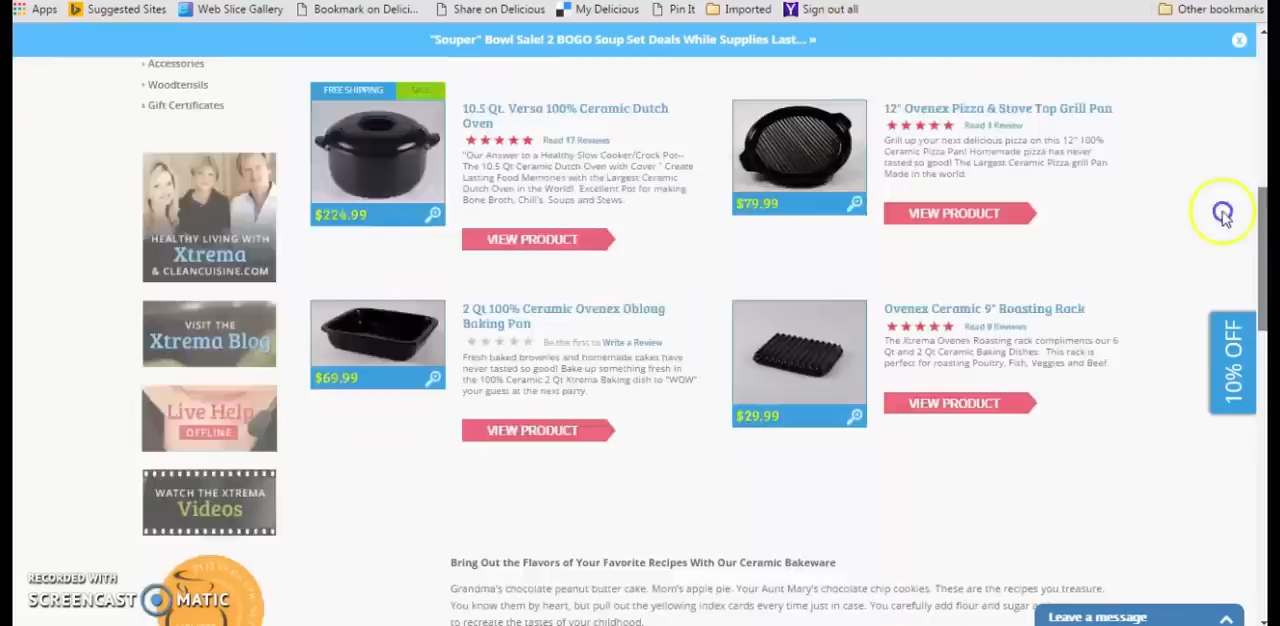 Apps Suggested Sites Web Slice Gallery Bookmark on Delici... Share on Delicious My Delicious Pin It Imported Sign out all Other bookmarks
"Souper" Bowl Sale! 2 BOGO Soup Set Deals While Supplies Last... »
Accessories
Woodtensils
Gift Certificates
HEALTHY LIVING WITH
Xtrema
& CLEANCUISINE.COM
VISIT THE
Xtrema Blog
Live Help
OFFLINE
WATCH THE XTREMA
Videos
FREE SHIPPING SALE
$224.99
10.5 Qt. Versa 100% Ceramic Dutch
Oven
Read 17 Reviews
"Our Answer to a Healthy Slow Cooker/Crock Pot--
The 10.5 Qt Ceramic Dutch Oven with Cover " Create
Lasting Food Memories with the Largest Ceramic
Dutch Oven in the World! Excellent Pot for making
Bone Broth, Chili's, Soups and Stews.
VIEW PRODUCT
$79.99
12" Ovenex Pizza & Stove Top Grill Pan
Read 1 Review
Grill up your next delicious pizza on this 12" 100%
Ceramic Pizza Pan! Homemade pizza has never
tasted so good! The Largest Ceramic Pizza grill Pan
Made in the world.
VIEW PRODUCT
$69.99
2 Qt 100% Ceramic Ovenex Oblong
Baking Pan
Be the first to Write a Review
Fresh baked brownies and homemade cakes have
never tasted so good! Bake up something fresh in
the 100% Ceramic 2 Qt Xtrema Baking dish to "WOW"
your guest at the next party.
VIEW PRODUCT
$29.99
Ovenex Ceramic 9" Roasting Rack
Read 9 Reviews
The Xtrema Ovenex Roasting rack compliments our 6
Qt and 2 Qt Ceramic Baking Dishes. This rack is
perfect for roasting Poultry, Fish, Veggies and Beef.
VIEW PRODUCT
10% OFF
Bring Out the Flavors of Your Favorite Recipes With Our Ceramic Bakeware
Grandma's chocolate peanut butter cake. Mom's apple pie. Your Aunt Mary's chocolate chip cookies. These are the recipes you treasure.
You know them by heart, but pull out the yellowing index cards every time just in case. You carefully add flour and sugar
to recreate the tastes of your childhood.
RECORDED WITH
SCREENCAST MATIC
Leave a message